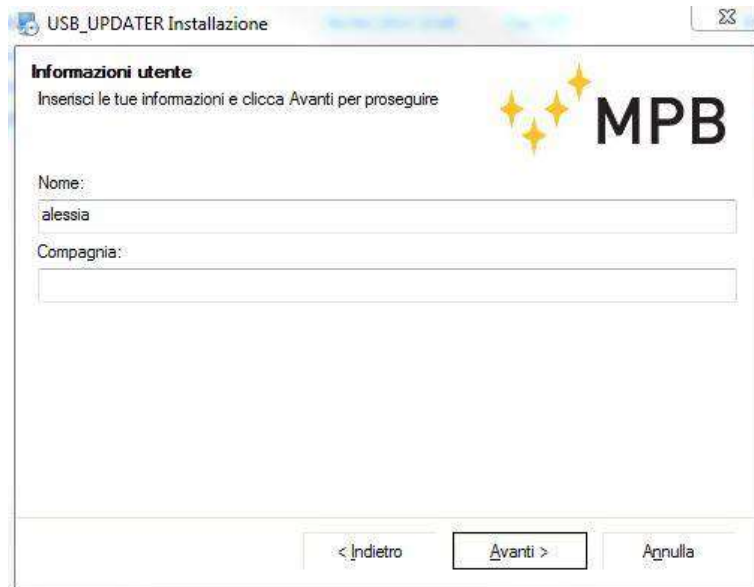 USB_UPDATER Installazione
Informazioni utente
Inserisci le tue informazioni e clicca Avanti per proseguire
MPB
Nome:
alessia
Compagnia:
< Indietro
Avanti >
Annulla